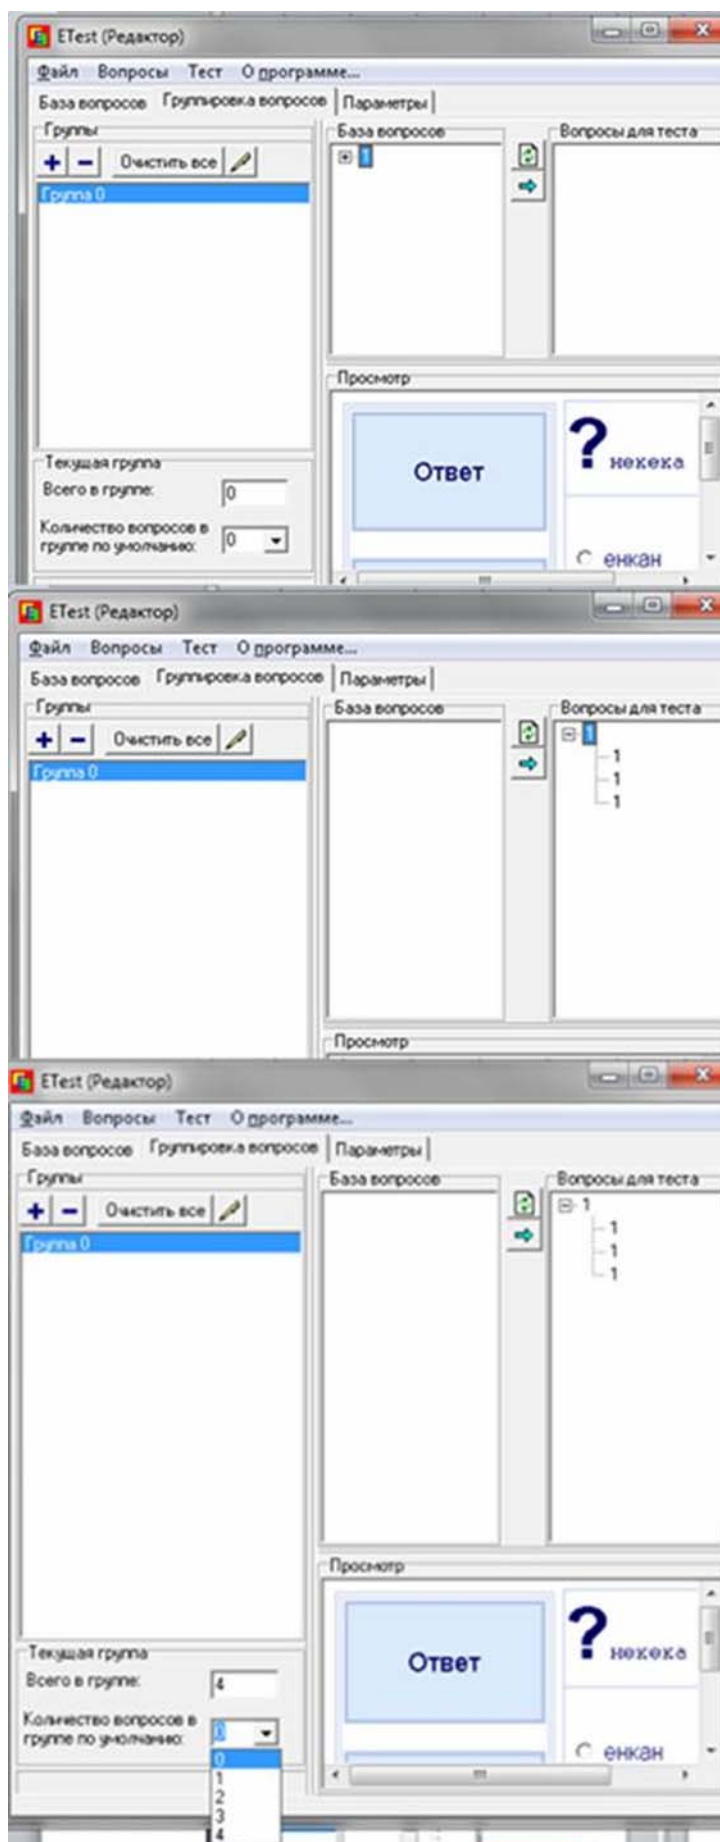 ETest (Редактор)
Файл Вопросы Тест О программе...
База вопросов Группировка вопросов Параметры
Группы База вопросов Вопросы для теста
+ - Очистить все 1
Группа 0
Просмотр
Ответ ? некека
Текущая группа
Всего в группе: 0
Количество вопросов в
группе по умолчанию: 0
енкан
ETest (Редактор)
Файл Вопросы Тест О программе...
База вопросов Группировка вопросов Параметры
Группы База вопросов Вопросы для теста
+ - Очистить все 1
Группа 0
1
1
1
Просмотр
ETest (Редактор)
Файл Вопросы Тест О программе...
База вопросов Группировка вопросов Параметры
Группы База вопросов Вопросы для теста
+ - Очистить все 1
Группа 0
1
1
1
Просмотр
Ответ ? некека
Текущая группа
Всего в группе: 4
Количество вопросов в
группе по умолчанию: 0
енкан
0
1
2
3
4